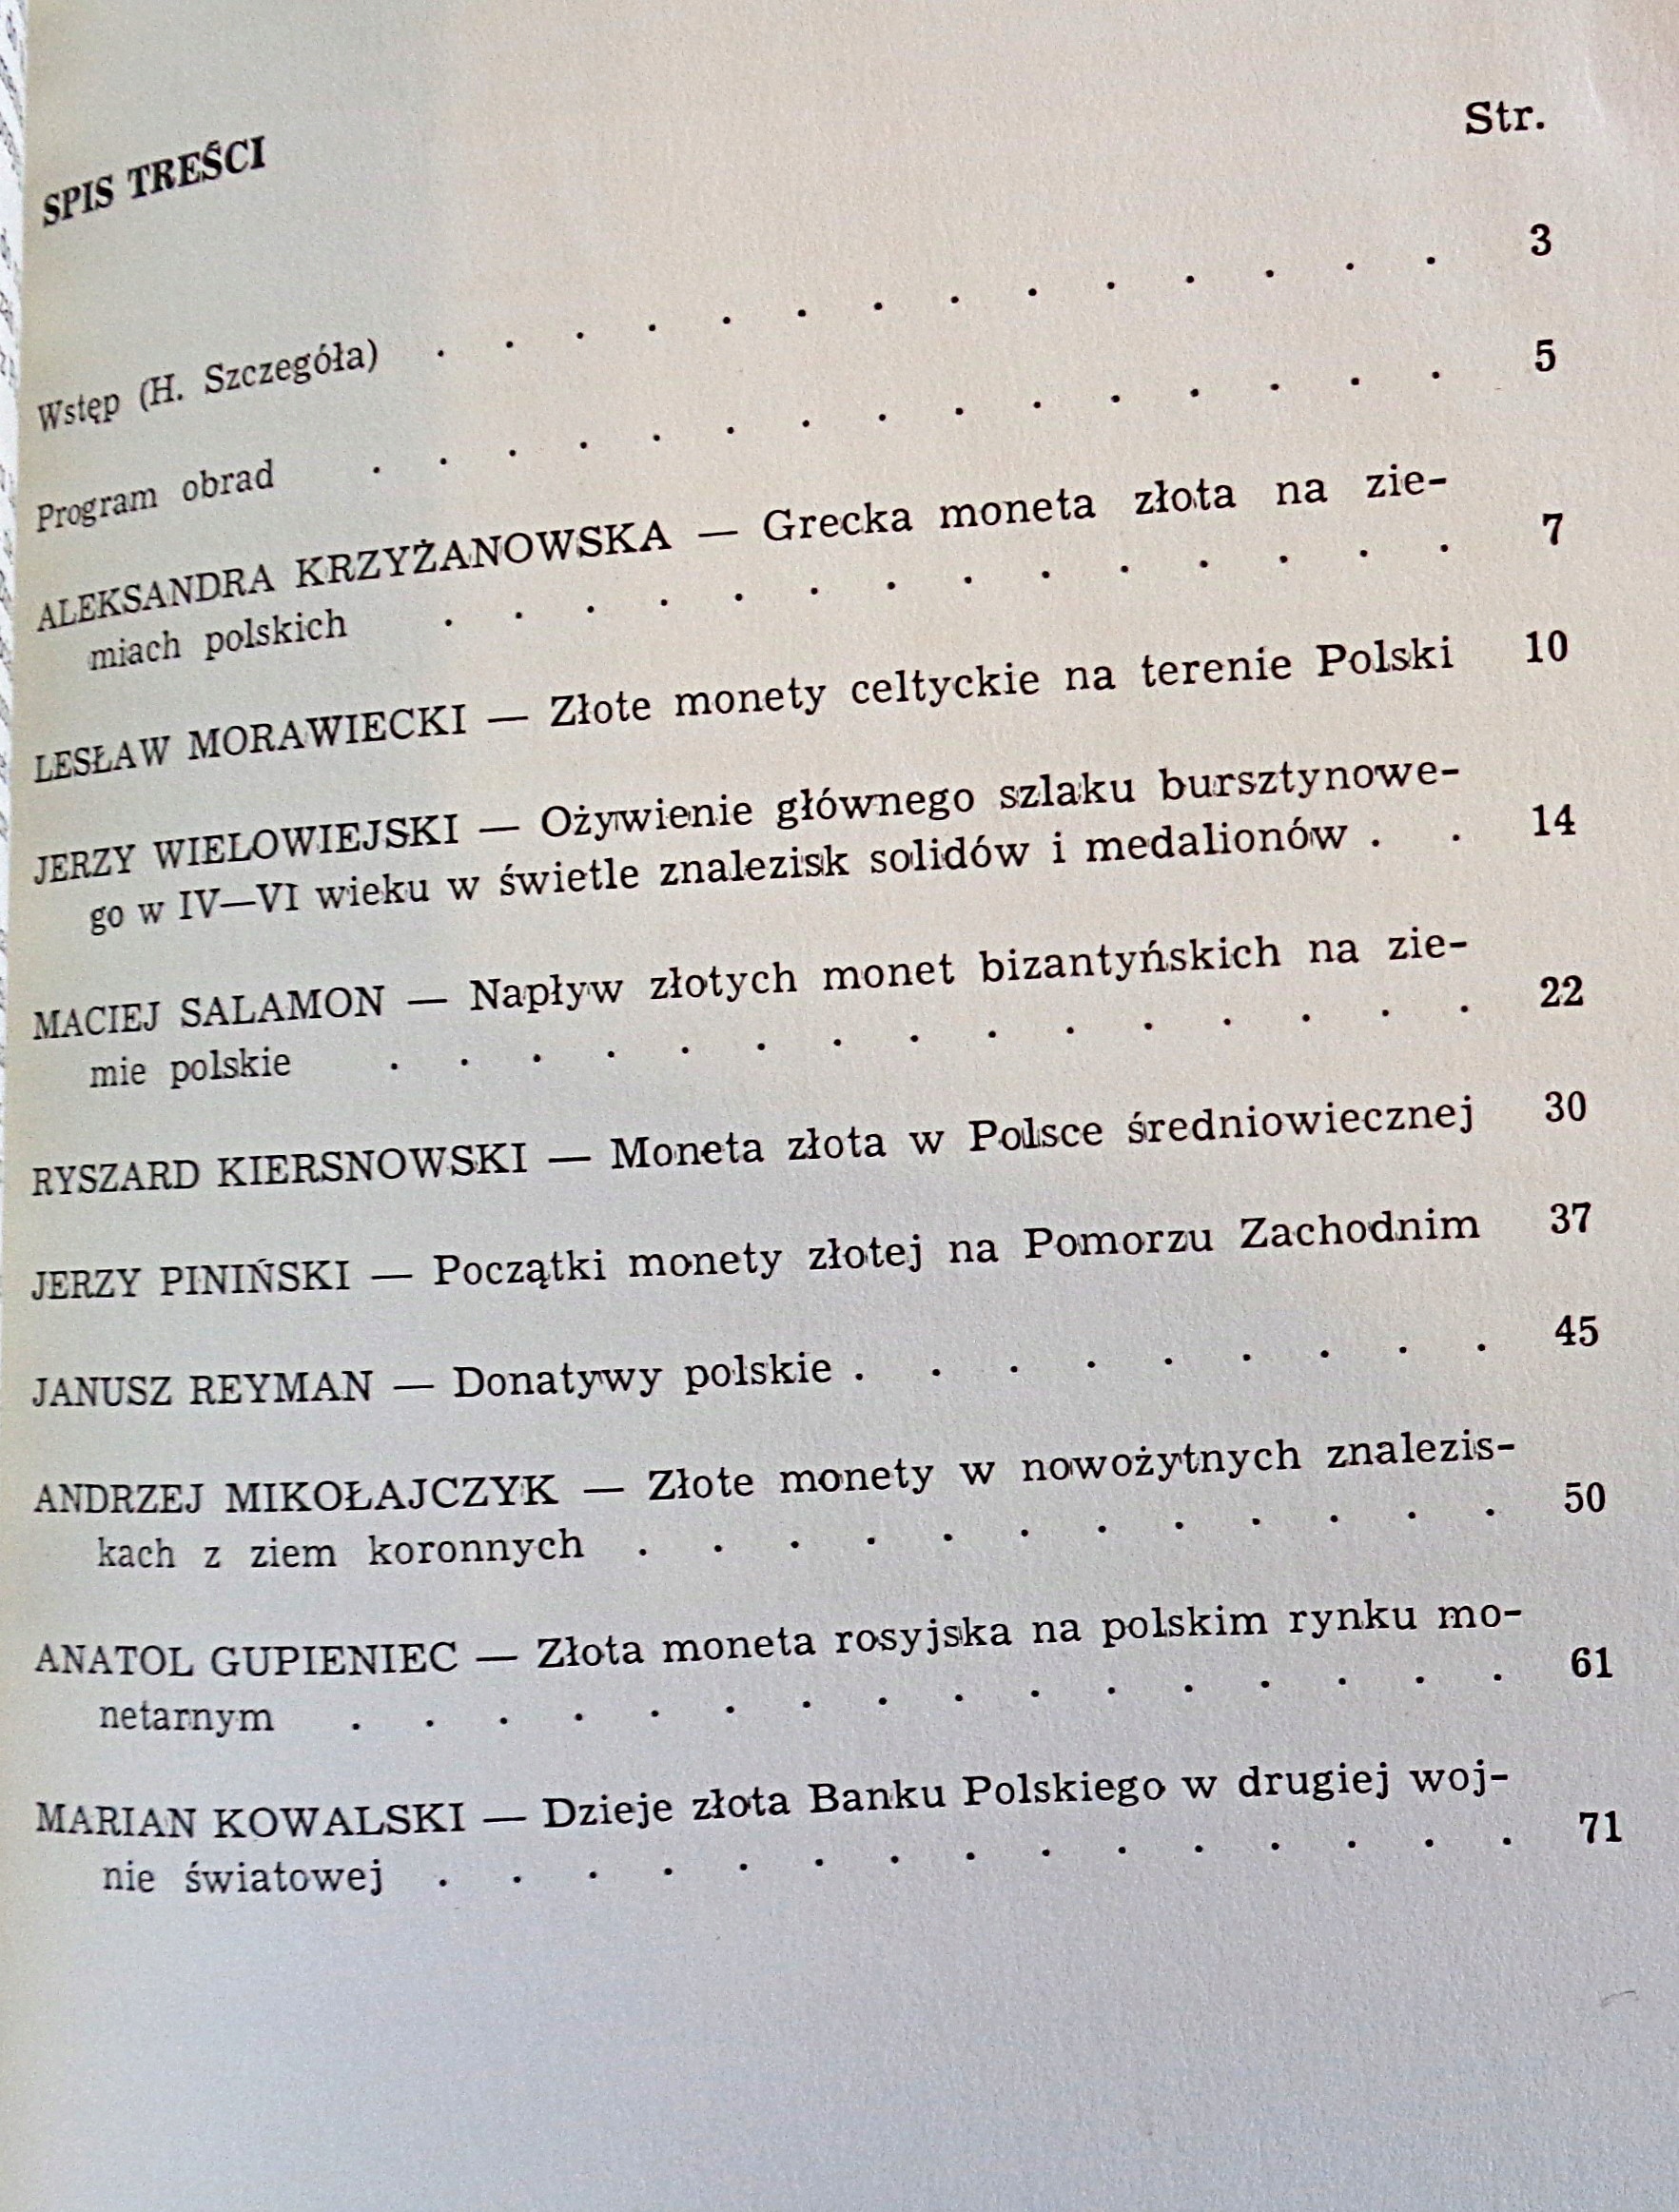 Str.
SPIS TREŚCI
Wstęp (H. Szczegóła) . . . . . . . . . . . . . . 3
Program obrad . . . . . . . . . . . . . . . 5
ALEKSANDRA KRZYŻANOWSKA — Grecka moneta złota na zie-
miach polskich . . . . . . . . . . . . . . 7
LESŁAW MORAWIECKI — Złote monety celtyckie na terenie Polski 10
JERZY WIELOWIEJSKI — Ożywienie głównego szlaku bursztynowe-
go w IV—VI wieku w świetle znalezisk solidów i medalionów . . 14
MACIEJ SALAMON — Napływ złotych monet bizantyńskich na zie-
mie polskie . . . . . . . . . . . . . . . 22
RYSZARD KIERSNOWSKI — Moneta złota w Polsce średniowiecznej 30
JERZY PINIŃSKI — Początki monety złotej na Pomorzu Zachodnim 37
JANUSZ REYMAN — Donatywy polskie . . . . . . . . . 45
ANDRZEJ MIKOŁAJCZYK — Złote monety w nowożytnych znalezis-
kach z ziem koronnych . . . . . . . . . . . . 50
ANATOL GUPIENIEC — Złota moneta rosyjska na polskim rynku mo-
netarnym . . . . . . . . . . . . . . . . 61
MARIAN KOWALSKI — Dzieje złota Banku Polskiego w drugiej woj-
nie światowej . . . . . . . . . . . . . . . 71